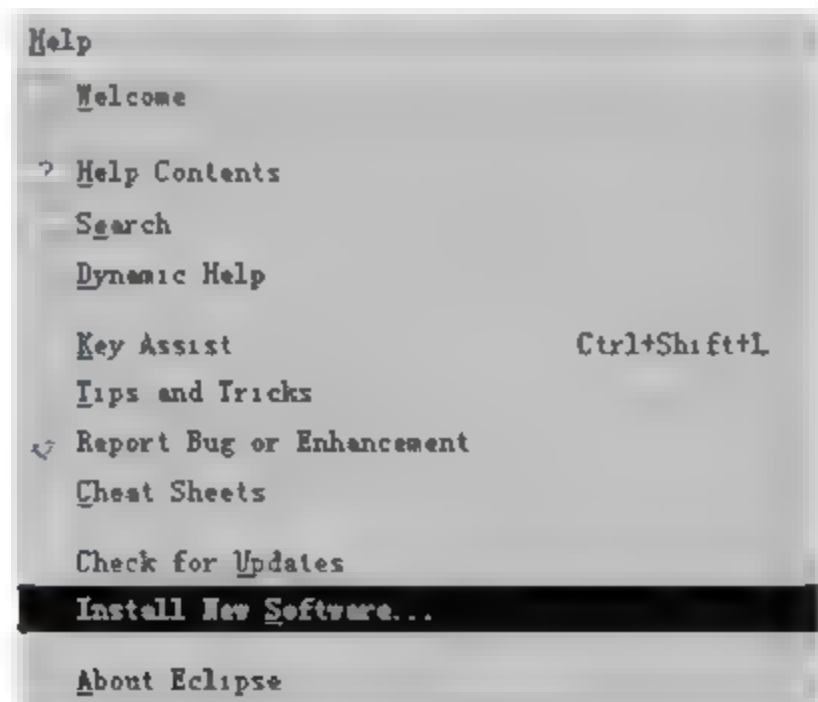 Help
Welcome
Help Contents
Search
Dynamic Help
Key Assist Ctrl+Shift+L
Tips and Tricks
Report Bug or Enhancement
Cheat Sheets
Check for Updates
Install New Software...
About Eclipse